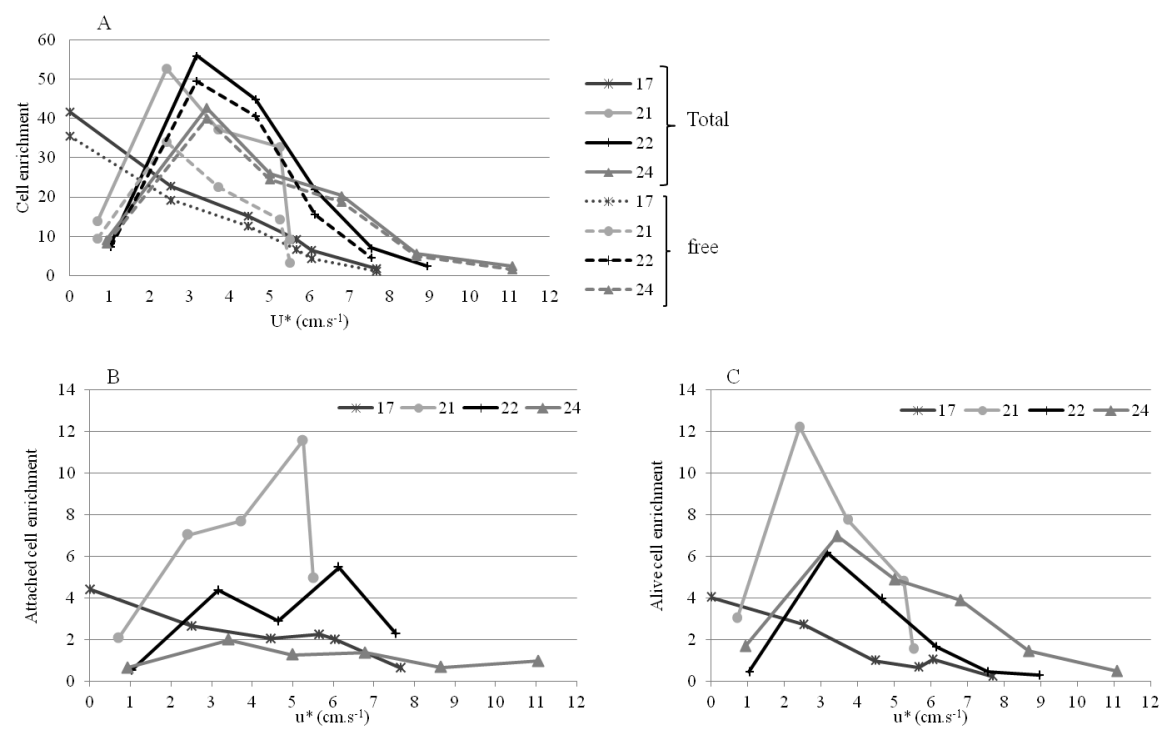 A
60
50
40
30
20
10
0
0 1 2 3 4 5 6 7 8 9 10 11 12
Cell enrichment
U* (cm.s-1)
17
21
22
24
Total
17
21
22
24
free
B
14
12
10
8
6
4
2
0
0 1 2 3 4 5 6 7 8 9 10 11 12
Attached cell enrichment
u* (cm.s-1)
17 21 22 24
C
14
12
10
8
6
4
2
0
0 1 2 3 4 5 6 7 8 9 10 11 12
Alive cell enrichment
u* (cm.s-1)
17 21 22 24